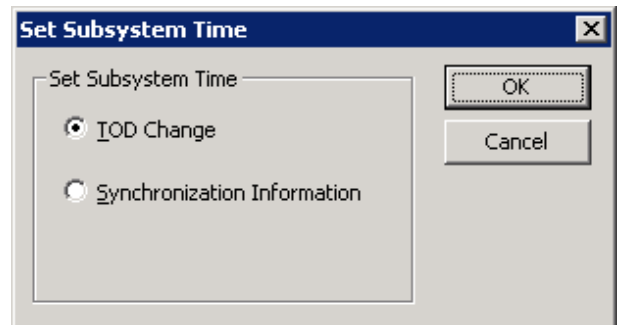 Set Subsystem Time
Set Subsystem Time
TOD Change
Synchronization Information
OK
Cancel